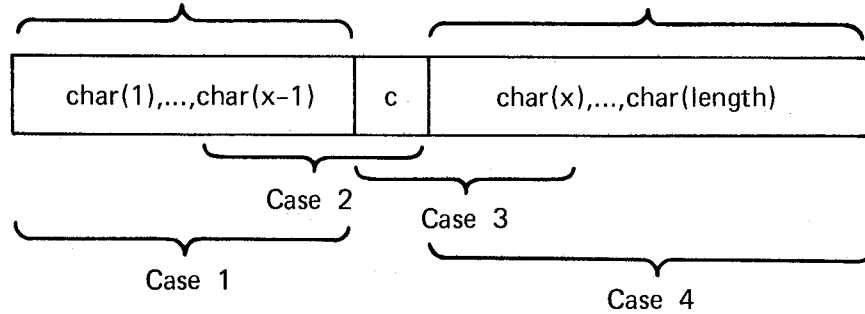 char(1),...,char(x-1) c char(x),...,char(length)
Case 2
Case 3
Case 1
Case 4